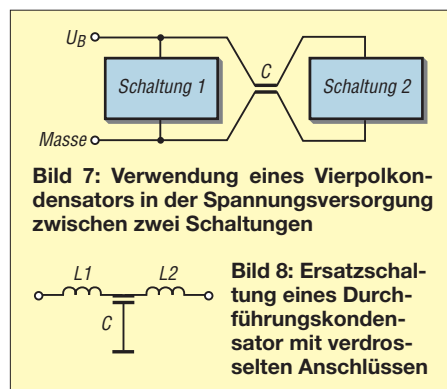 U_B
C
Schaltung 1
Schaltung 2
Masse
Bild 7: Verwendung eines Vierpolkon-
densators in der Spannungsversorgung
zwischen zwei Schaltungen
L1
L2
C
Bild 8: Ersatzschal-
tung eines Durch-
führungskonden-
sator mit verdros-
selten Anschlüssen